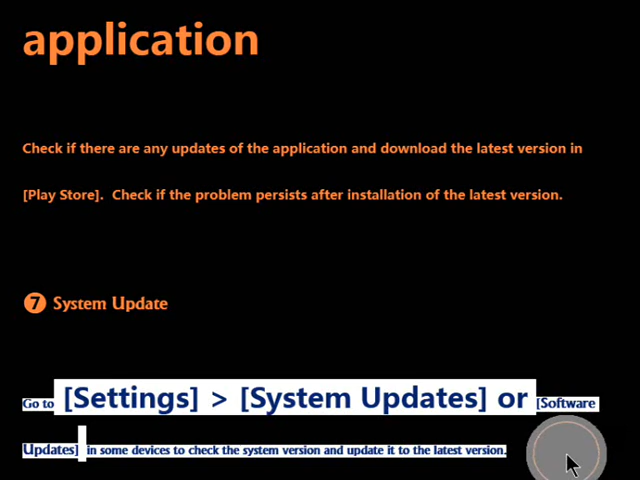 application
Check if there are any updates of the application and download the latest version in
[Play Store].  Check if the problem persists after installation of the latest version.
❼ System Update
Go to [Settings] > [System Updates] or [Software
Updates] in some devices to check the system version and update it to the latest version.